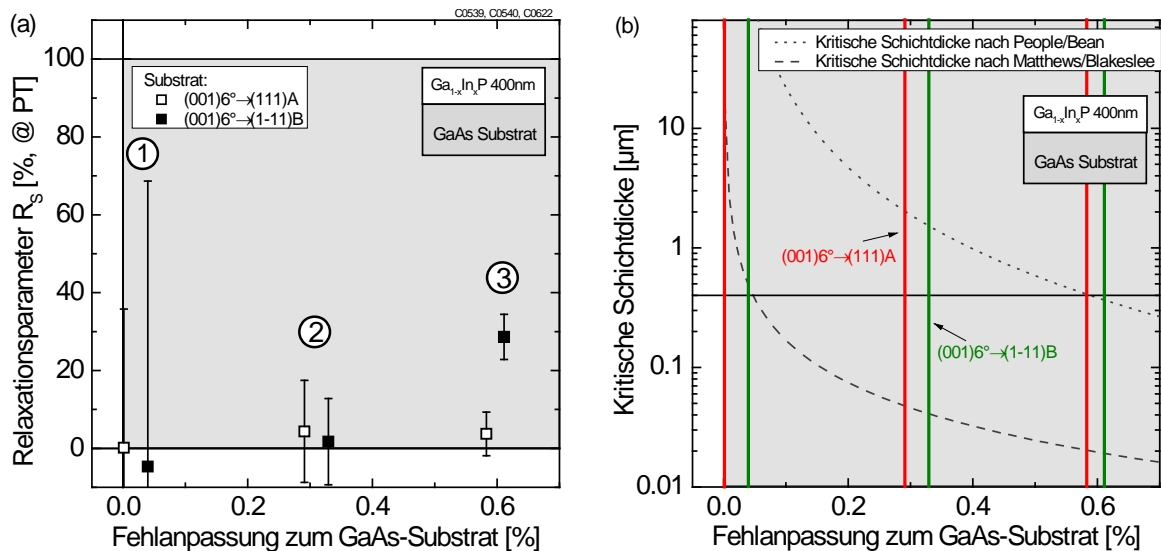 (a)
C0539, C0540, C0622
Relaxationsparameter R_S [%, @ PT]
100
80
60
40
20
0
Substrat:
(001)6°→(111)A
(001)6°→(1-11)B
Ga1-xInxP 400nm
GaAs Substrat
1
2
3
0.0 0.2 0.4 0.6
Fehlanpassung zum GaAs-Substrat [%]
(b)
Kritische Schichtdicke [µm]
10
1
0.1
0.01
Kritische Schichtdicke nach People/Bean
Kritische Schichtdicke nach Matthews/Blakeslee
Ga1-xInxP 400nm
GaAs Substrat
(001)6°→(111)A
(001)6°→(1-11)B
0.0 0.2 0.4 0.6
Fehlanpassung zum GaAs-Substrat [%]